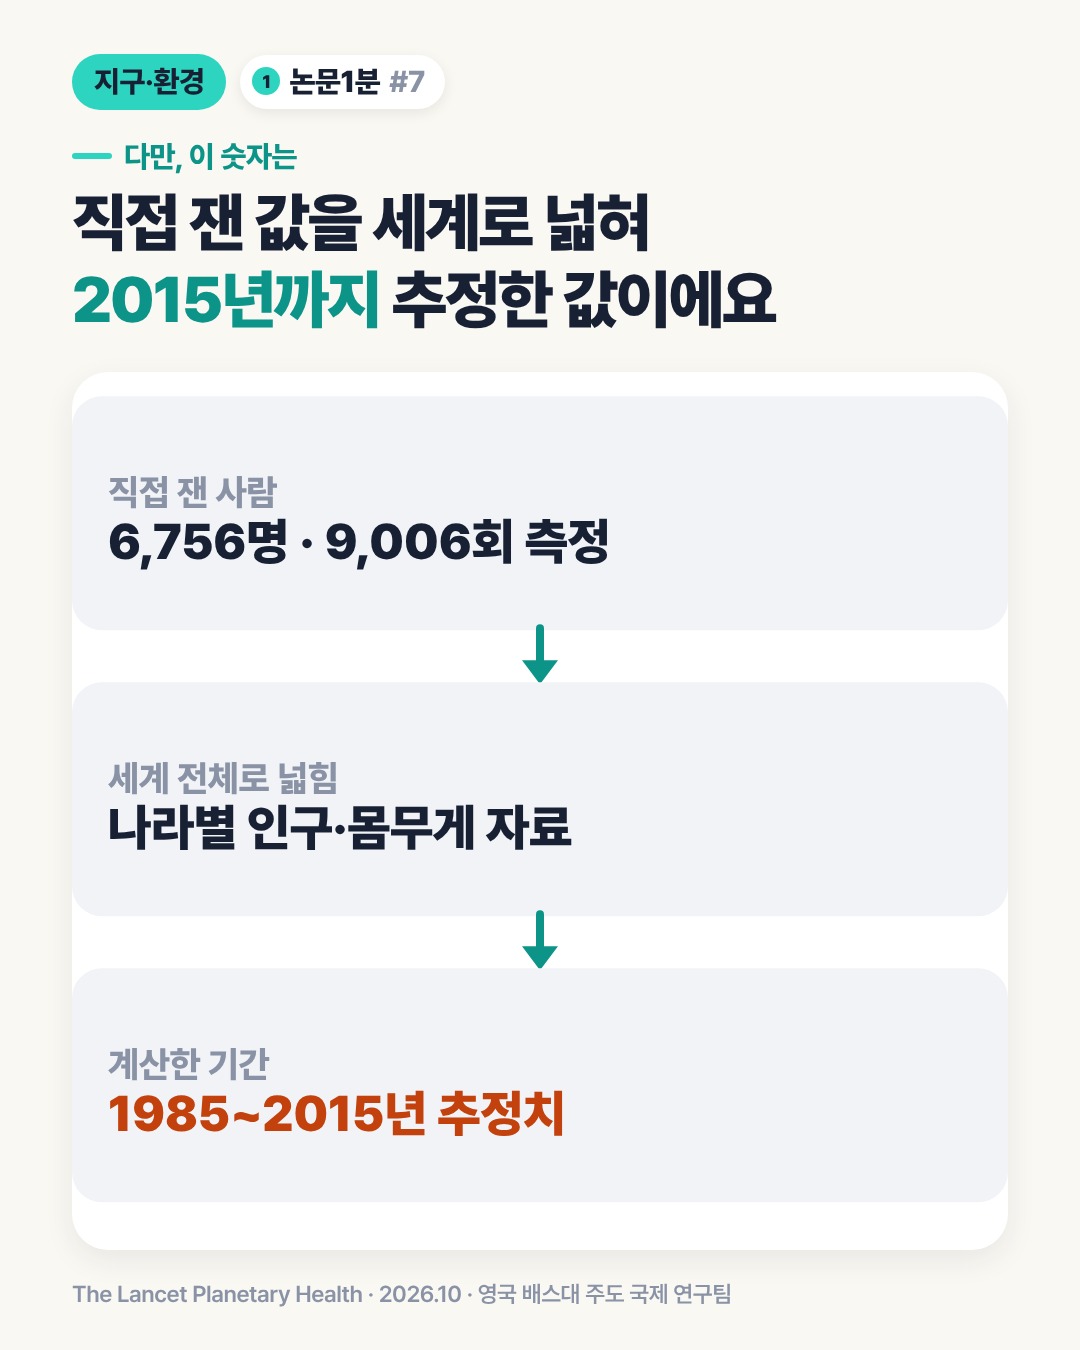 지구·환경
1 논문1분 #7
다만, 이 숫자는
직접 잰 값을 세계로 넓혀
2015년까지 추정한 값이에요
직접 잰 사람
6,756명 · 9,006회 측정
세계 전체로 넓힘
나라별 인구·몸무게 자료
계산한 기간
1985~2015년 추정치
The Lancet Planetary Health · 2026.10 · 영국 배스대 주도 국제 연구팀